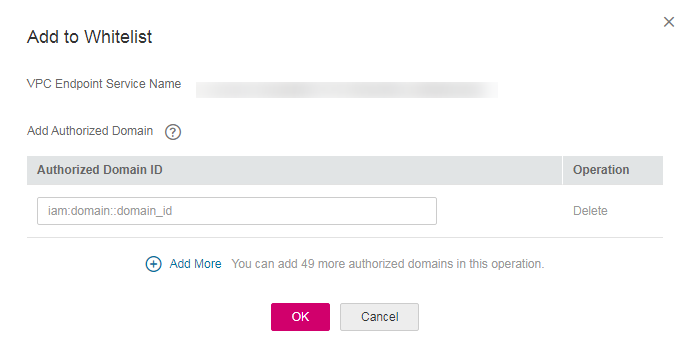 Add to Whitelist
VPC Endpoint Service Name
Add Authorized Domain ?
Authorized Domain ID Operation
iam:domain::domain_id Delete
Add More You can add 49 more authorized domains in this operation.
OK Cancel